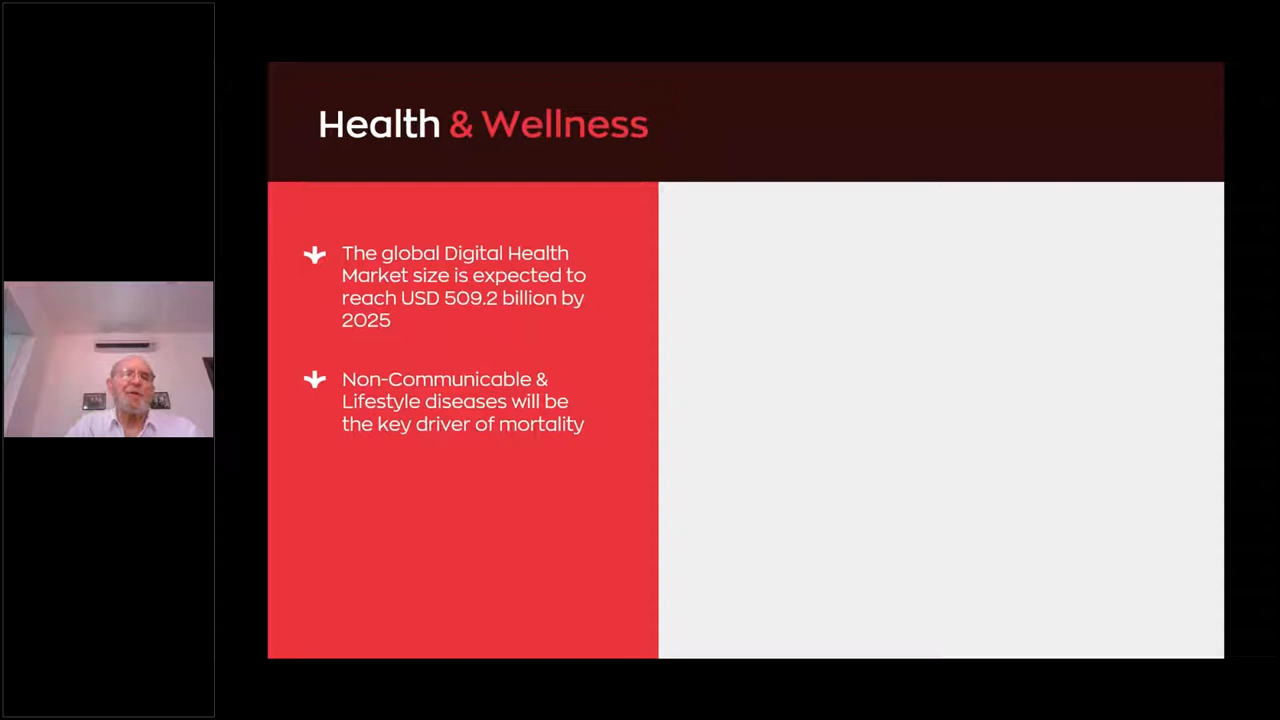 Health & Wellness
The global Digital Health
Market size is expected to
reach USD 509.2 billion by
2025
Non-Communicable &
Lifestyle diseases will be
the key driver of mortality